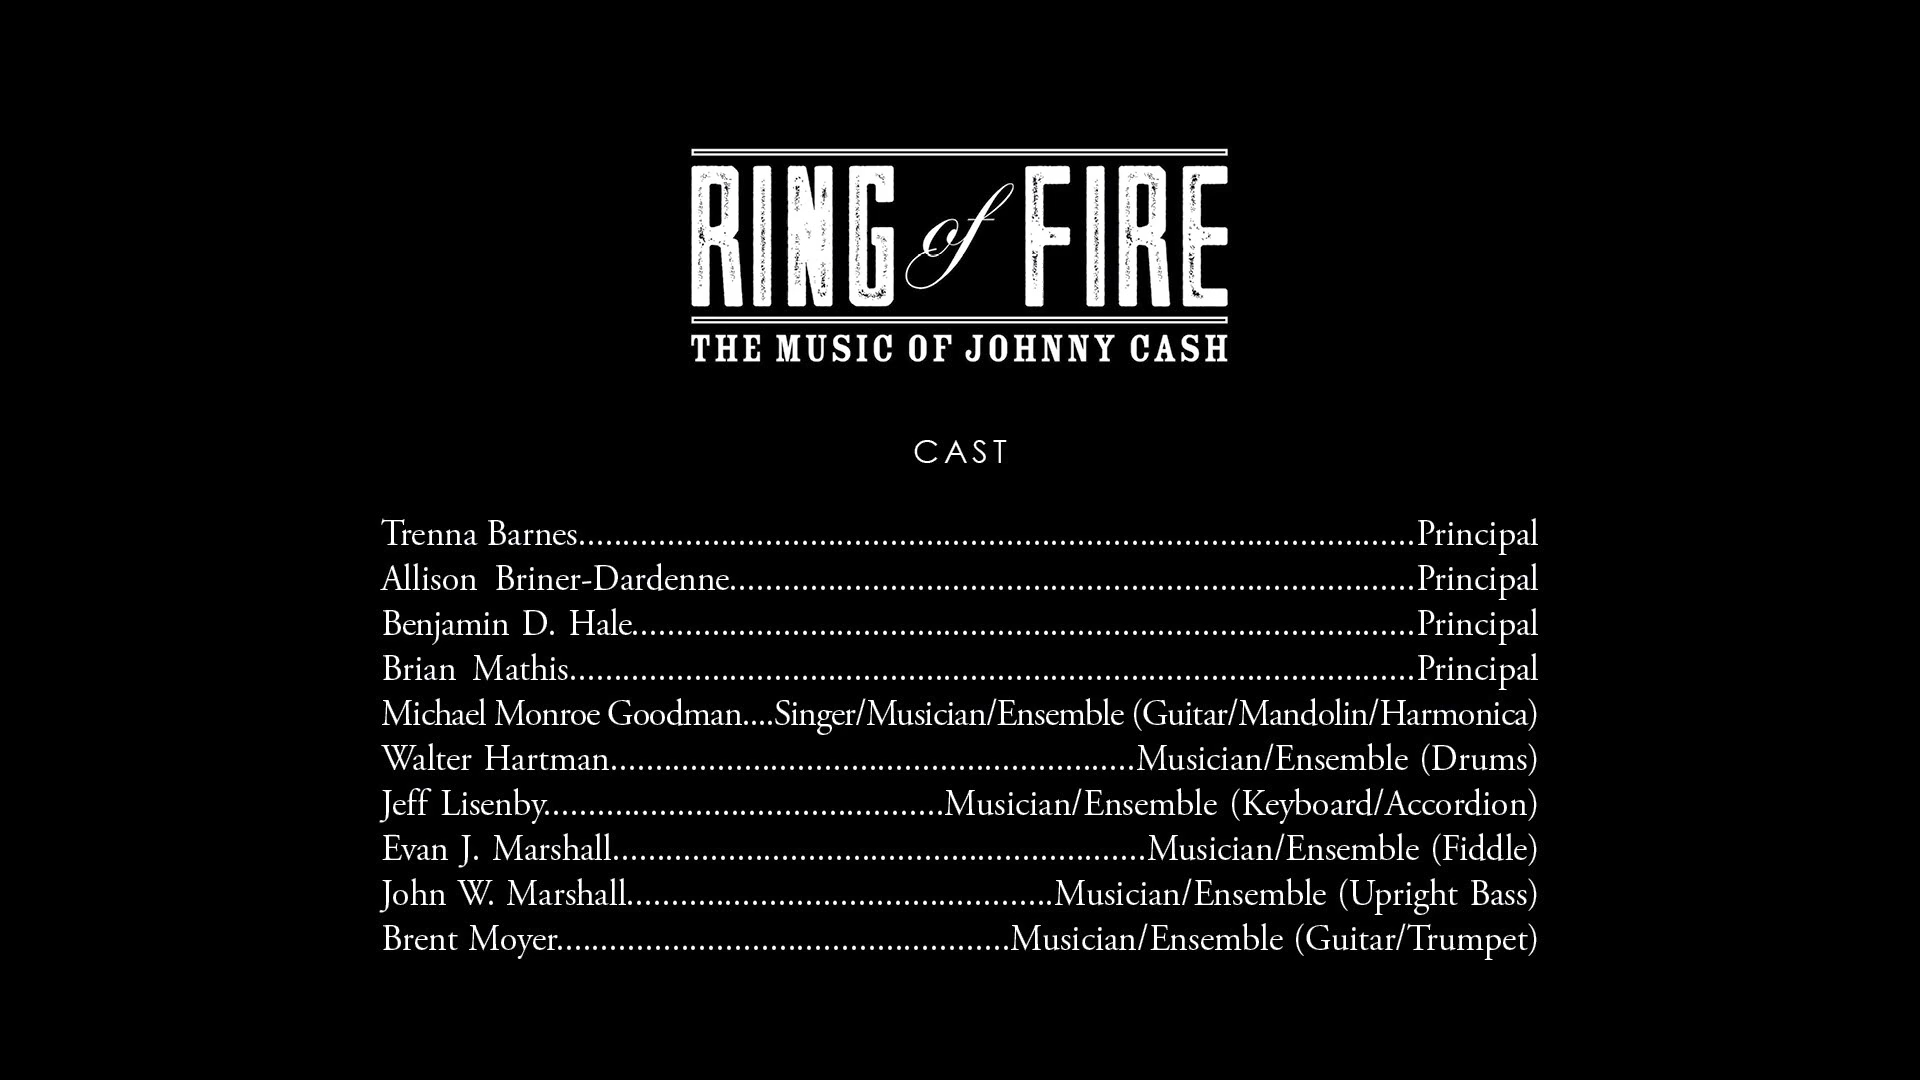 RING of FIRE
THE MUSIC OF JOHNNY CASH
CAST
Trenna Barnes................................................................................................Principal
Allison Briner-Dardenne...............................................................................Principal
Benjamin D. Hale..........................................................................................Principal
Brian Mathis.................................................................................................Principal
Michael Monroe Goodman....Singer/Musician/Ensemble (Guitar/Mandolin/Harmonica)
Walter Hartman............................................................Musician/Ensemble (Drums)
Jeff Lisenby..............................................Musician/Ensemble (Keyboard/Accordion)
Evan J. Marshall.............................................................Musician/Ensemble (Fiddle)
John W. Marshall.................................................Musician/Ensemble (Upright Bass)
Brent Moyer....................................................Musician/Ensemble (Guitar/Trumpet)